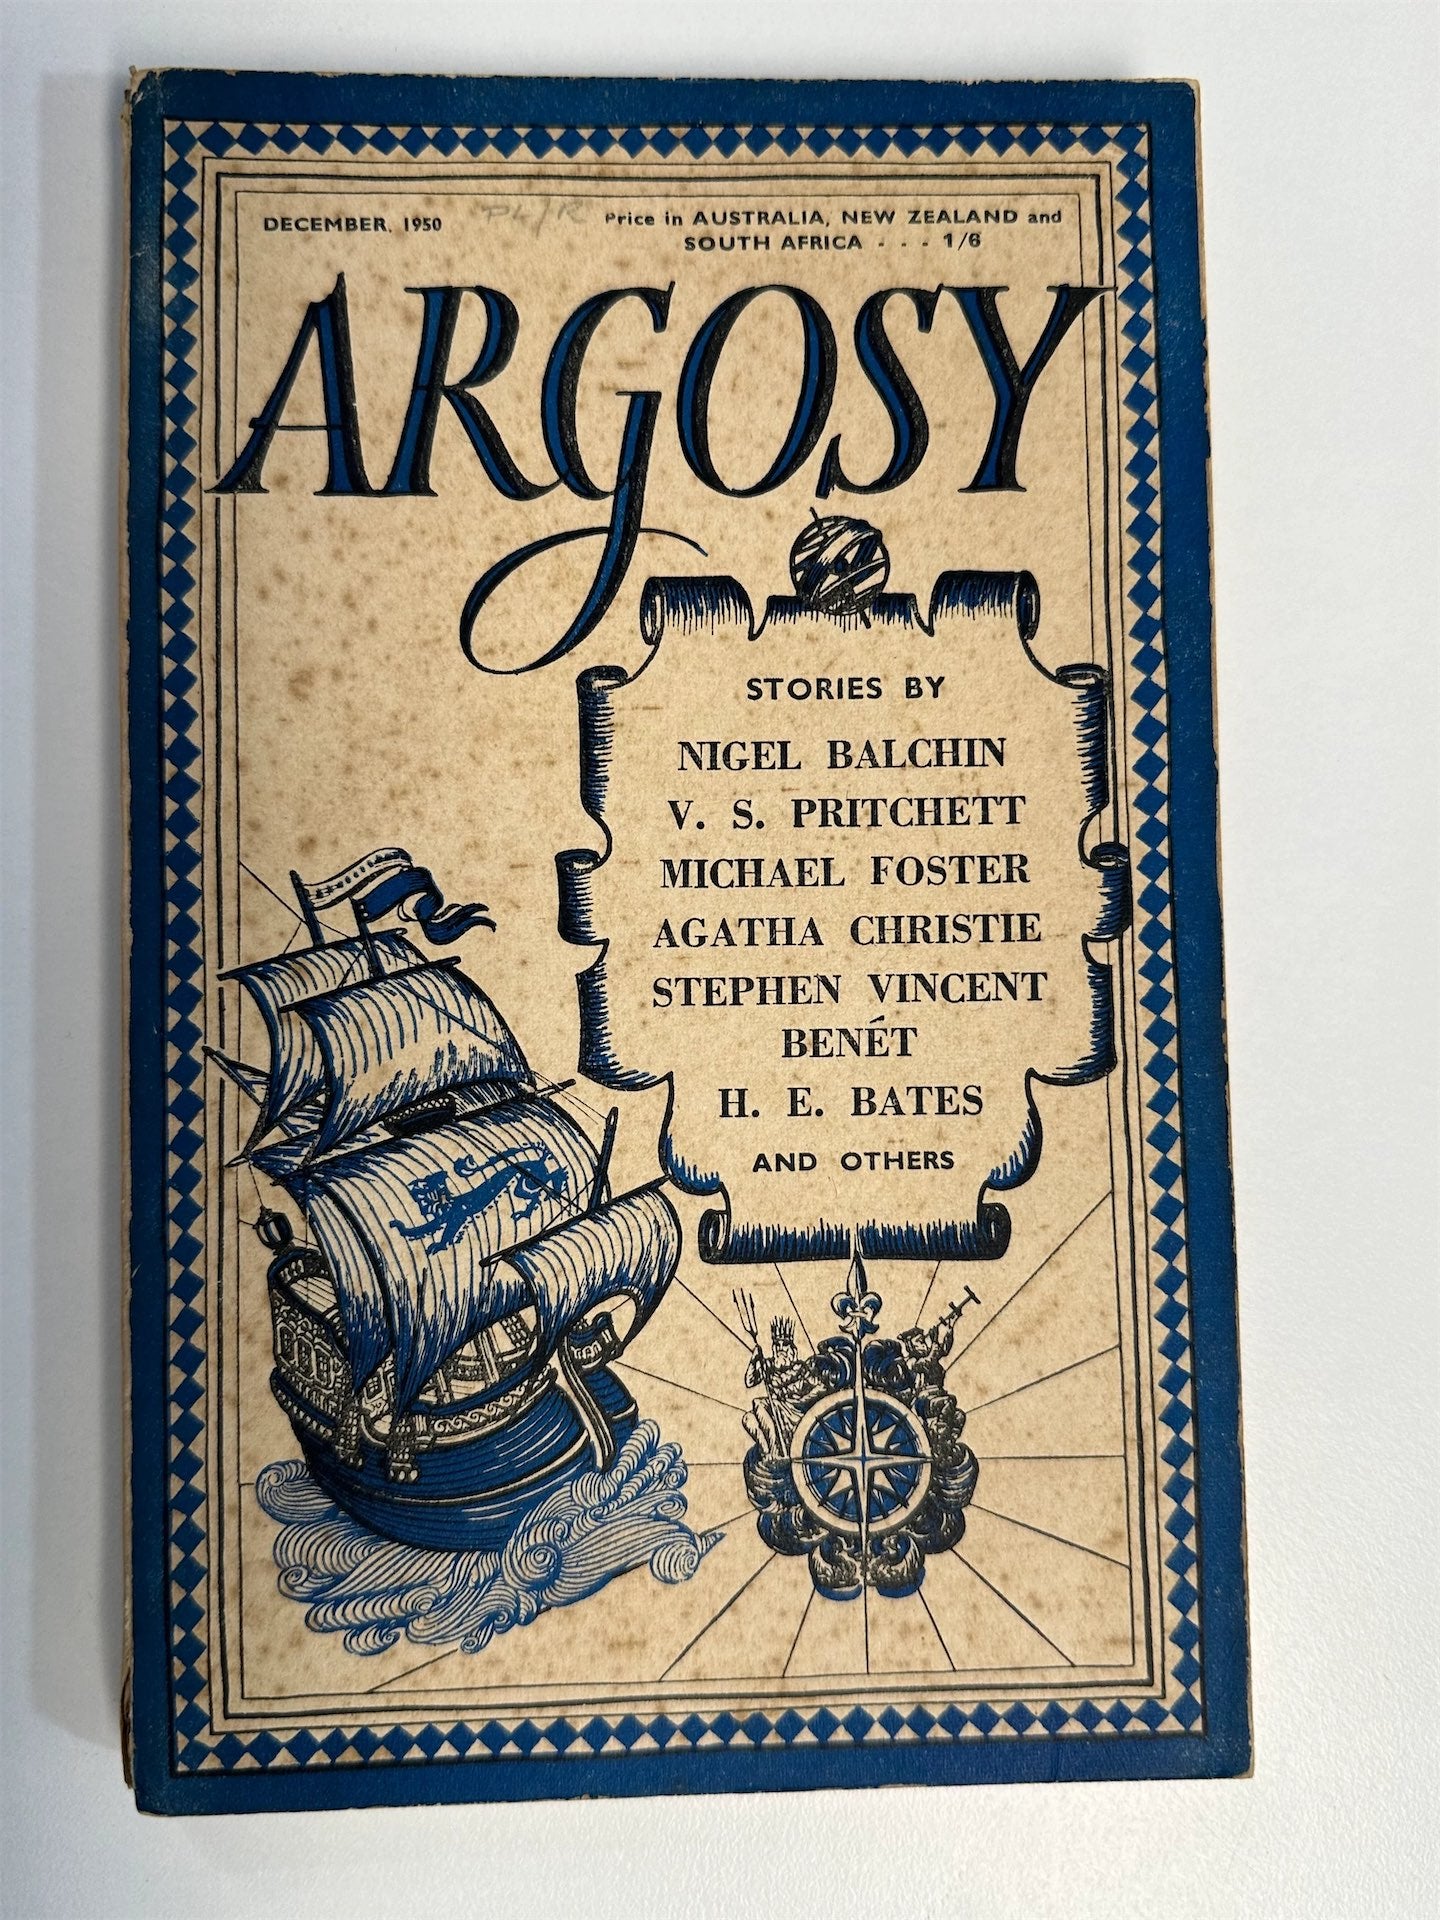 DECEMBER, 1950
Price in AUSTRALIA, NEW ZEALAND and
SOUTH AFRICA - - - 1/6
ARGOSY
STORIES BY
NIGEL BALCHIN
V. S. PRITCHETT
MICHAEL FOSTER
AGATHA CHRISTIE
STEPHEN VINCENT
BENÉT
H. E. BATES
AND OTHERS